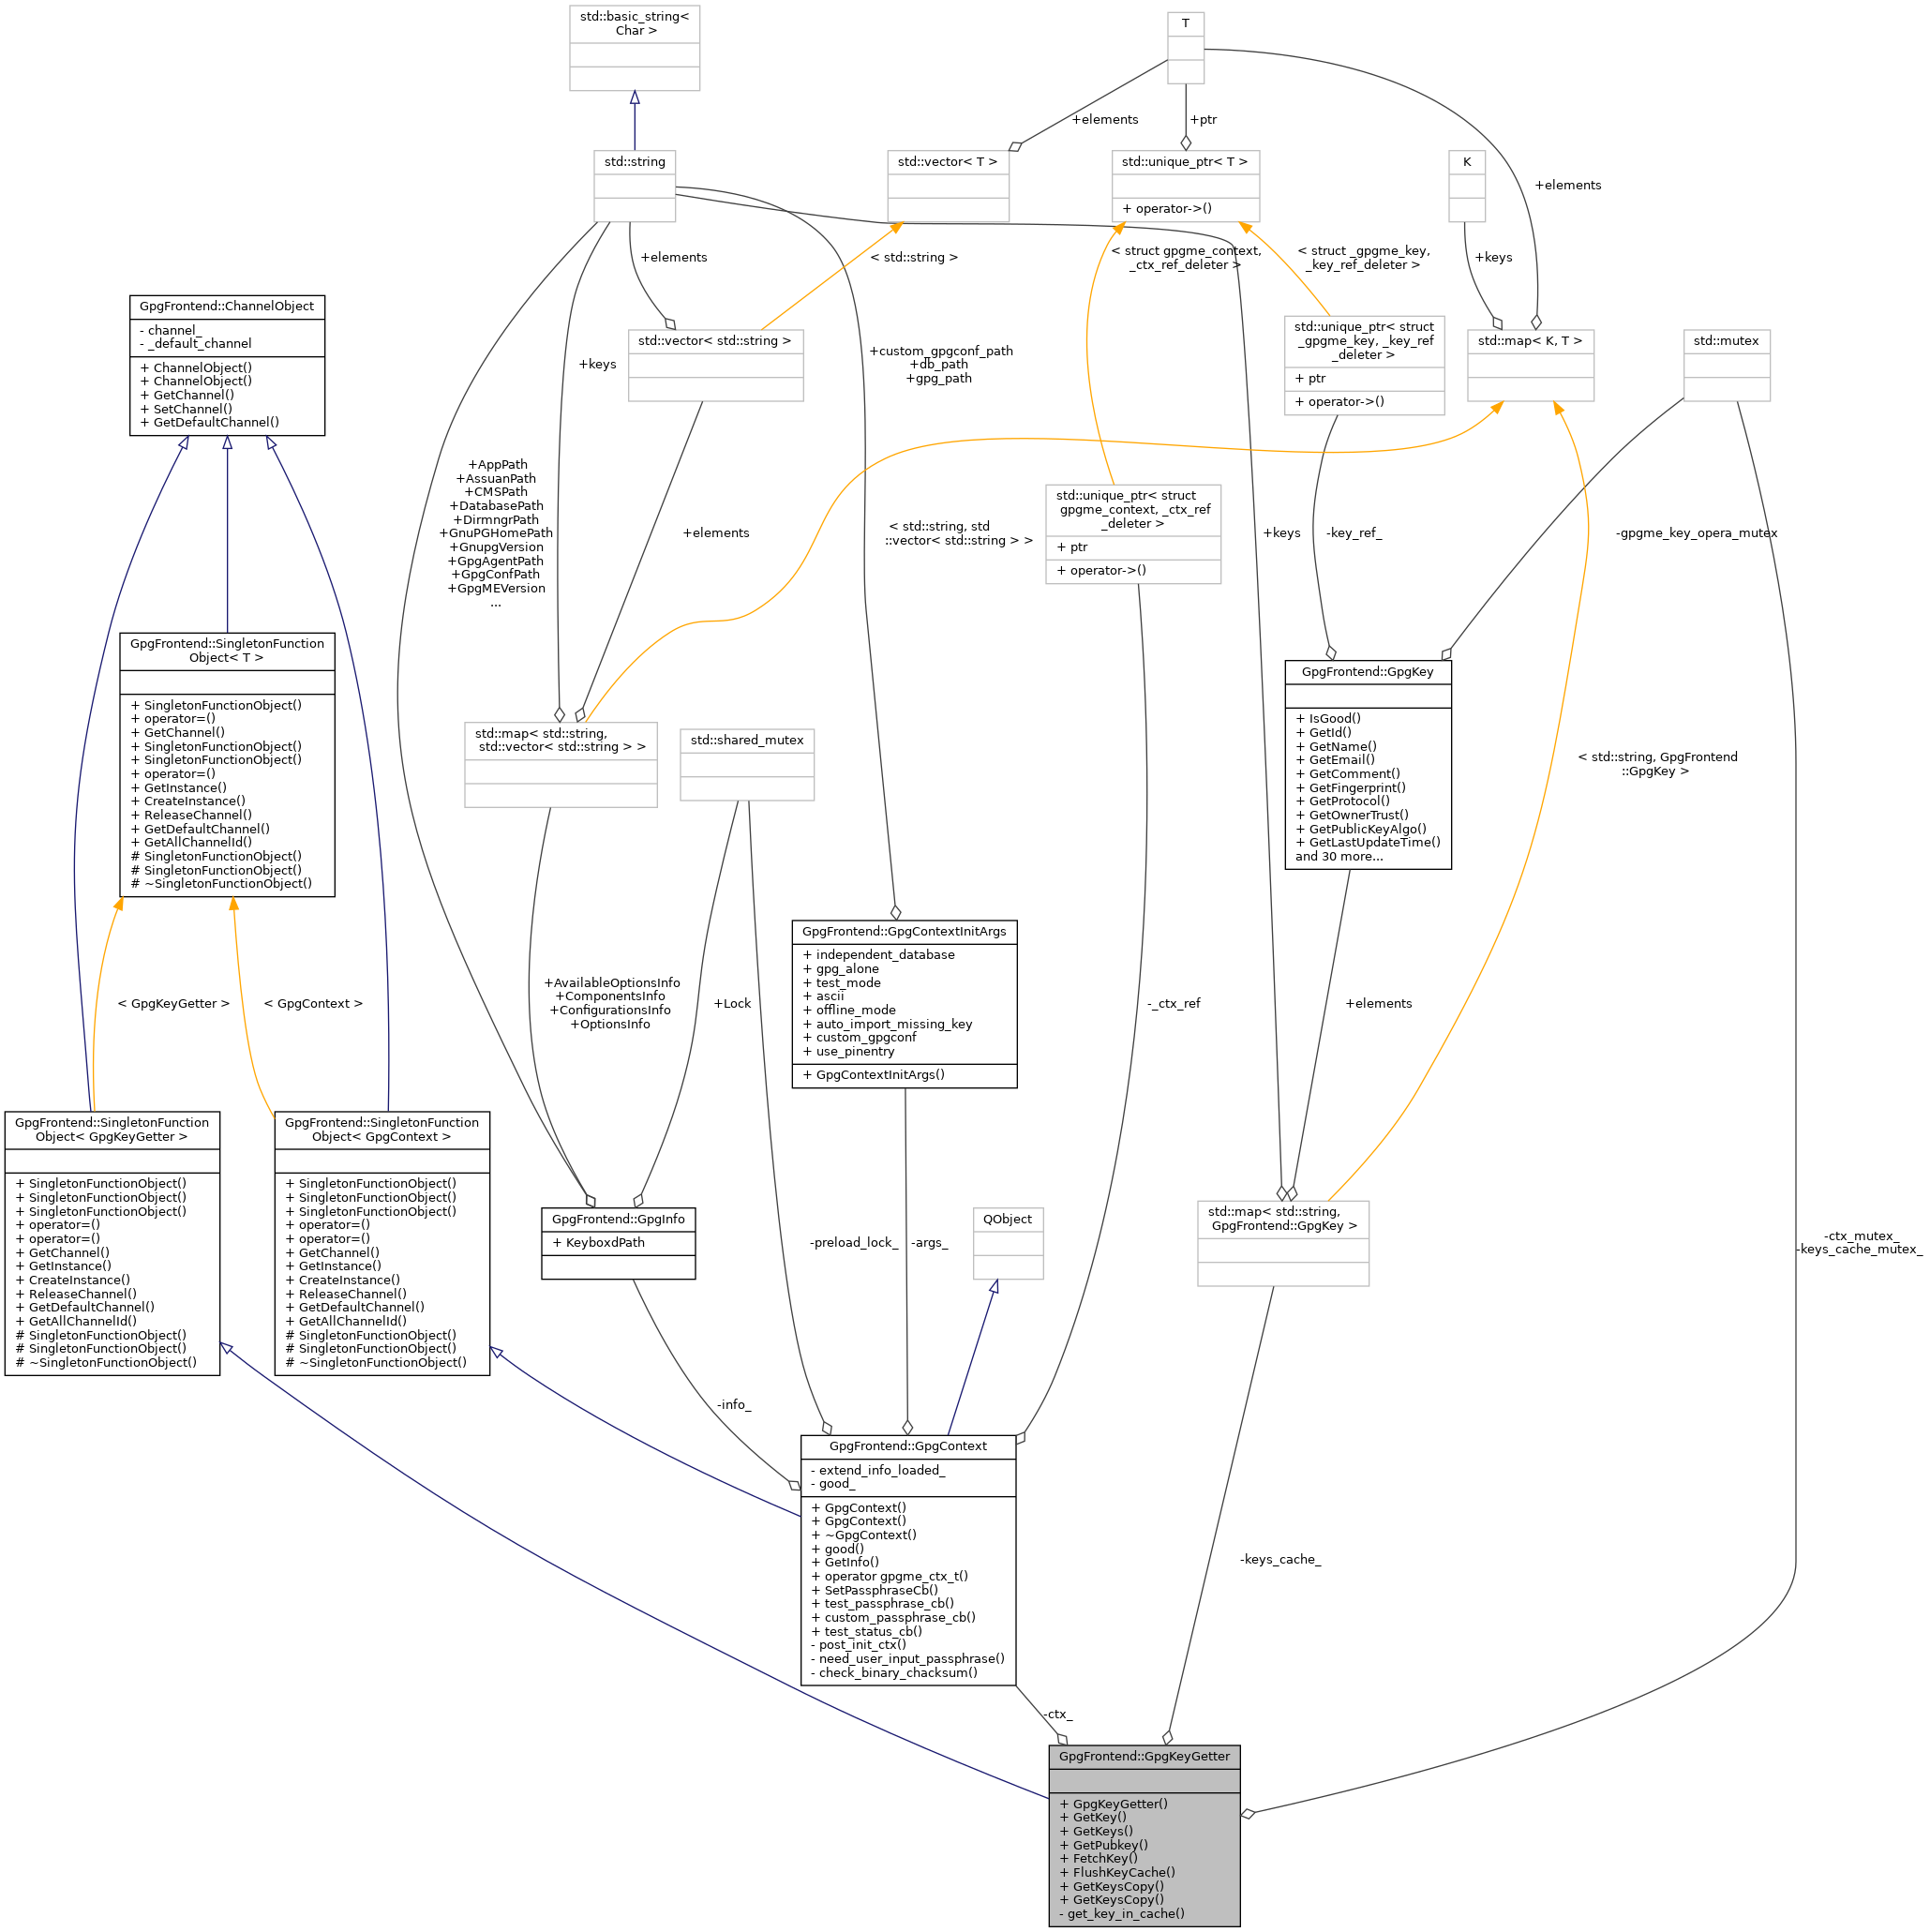 std::basic_string<
Char >
T
+elements
+ptr
std::string
std::vector< T >
std::unique_ptr< T >
+ operator->()
K
+elements
+elements
< std::string >
< struct gpgme_context,
_ctx_ref_deleter >
< struct _gpgme_key,
_key_ref_deleter >
+keys
GpgFrontend::ChannelObject
- channel_
- _default_channel
+ ChannelObject()
+ ChannelObject()
+ GetChannel()
+ SetChannel()
+ GetDefaultChannel()
+keys
std::vector< std::string >
+custom_gpgconf_path
+db_path
+gpg_path
std::unique_ptr< struct
_gpgme_key, _key_ref
_deleter >
+ ptr
+ operator->()
std::map< K, T >
std::mutex
+AppPath
+AssuanPath
+CMSPath
+DatabasePath
+DirmngrPath
+GnuPGHomePath
+GnupgVersion
+GpgAgentPath
+GpgConfPath
+GpgMEVersion
...
+elements
< std::string, std
::vector< std::string > >
std::unique_ptr< struct
gpgme_context, _ctx_ref
_deleter >
+ ptr
+ operator->()
+keys
-key_ref_
-gpgme_key_opera_mutex
GpgFrontend::SingletonFunction
Object< T >
+ SingletonFunctionObject()
+ operator=()
+ GetChannel()
+ SingletonFunctionObject()
+ SingletonFunctionObject()
+ operator=()
+ GetInstance()
+ CreateInstance()
+ ReleaseChannel()
+ GetDefaultChannel()
+ GetAllChannelId()
# SingletonFunctionObject()
# SingletonFunctionObject()
# ~SingletonFunctionObject()
std::map< std::string,
std::vector< std::string > >
std::shared_mutex
GpgFrontend::GpgKey
+ IsGood()
+ GetId()
+ GetName()
+ GetEmail()
+ GetComment()
+ GetFingerprint()
+ GetProtocol()
+ GetOwnerTrust()
+ GetPublicKeyAlgo()
+ GetLastUpdateTime()
and 30 more...
< std::string, GpgFrontend
::GpgKey >
< GpgKeyGetter >
< GpgContext >
+AvailableOptionsInfo
+ComponentsInfo
+ConfigurationsInfo
+OptionsInfo
+Lock
GpgFrontend::GpgContextInitArgs
+ independent_database
+ gpg_alone
+ test_mode
+ ascii
+ offline_mode
+ auto_import_missing_key
+ custom_gpgconf
+ use_pinentry
+ GpgContextInitArgs()
-_ctx_ref
+elements
GpgFrontend::SingletonFunction
Object< GpgKeyGetter >
+ SingletonFunctionObject()
+ SingletonFunctionObject()
+ SingletonFunctionObject()
+ operator=()
+ operator=()
+ GetChannel()
+ GetInstance()
+ CreateInstance()
+ ReleaseChannel()
+ GetDefaultChannel()
+ GetAllChannelId()
# SingletonFunctionObject()
# SingletonFunctionObject()
# ~SingletonFunctionObject()
GpgFrontend::SingletonFunction
Object< GpgContext >
+ SingletonFunctionObject()
+ SingletonFunctionObject()
+ SingletonFunctionObject()
+ operator=()
+ operator=()
+ GetChannel()
+ GetInstance()
+ CreateInstance()
+ ReleaseChannel()
+ GetDefaultChannel()
+ GetAllChannelId()
# SingletonFunctionObject()
# SingletonFunctionObject()
# ~SingletonFunctionObject()
GpgFrontend::GpgInfo
+ KeyboxdPath
-preload_lock_
-args_
QObject
std::map< std::string,
GpgFrontend::GpgKey >
-ctx_mutex_
-keys_cache_mutex_
-info_
GpgFrontend::GpgContext
- extend_info_loaded_
- good_
+ GpgContext()
+ GpgContext()
+ ~GpgContext()
+ good()
+ GetInfo()
+ operator gpgme_ctx_t()
+ SetPassphraseCb()
+ test_passphrase_cb()
+ custom_passphrase_cb()
+ test_status_cb()
- post_init_ctx()
- need_user_input_passphrase()
- check_binary_chacksum()
-keys_cache_
-ctx_
GpgFrontend::GpgKeyGetter
+ GpgKeyGetter()
+ GetKey()
+ GetKeys()
+ GetPubkey()
+ FetchKey()
+ FlushKeyCache()
+ GetKeysCopy()
+ GetKeysCopy()
- get_key_in_cache()